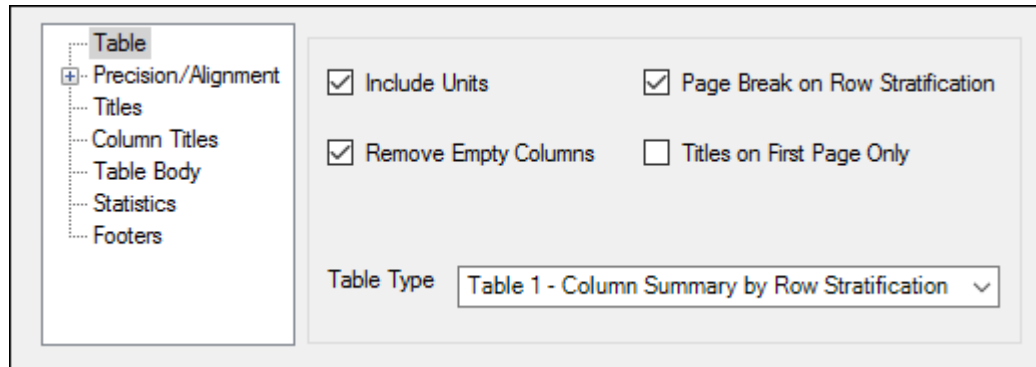 Table
Precision/Alignment
Titles
Column Titles
Table Body
Statistics
Footers
Include Units
Page Break on Row Stratification
Remove Empty Columns
Titles on First Page Only
Table Type
Table 1 - Column Summary by Row Stratification